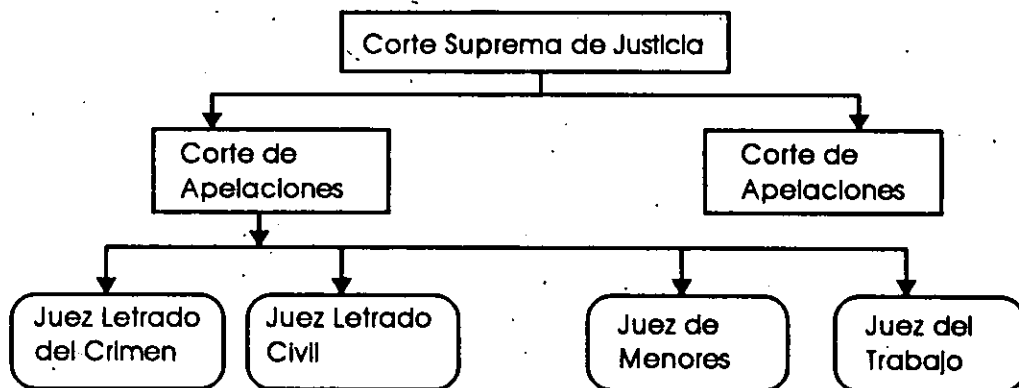 Corte Suprema de Justicia
Corte de
Apelaciones
Corte de
Apelaciones
Juez Letrado
del Crimen
Juez Letrado
Civil
Juez de
Menores
Juez del
Trabajo